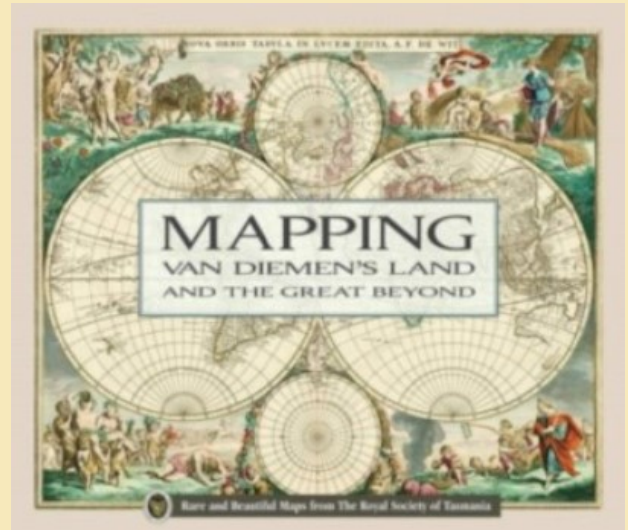 NOVA ORBIS TABULA IN LUCEM EDITA, A. F. DE WIT
MAPPING
VAN DIEMEN'S LAND
AND THE GREAT BEYOND
Rare and Beautiful Maps from The Royal Society of Tasmania